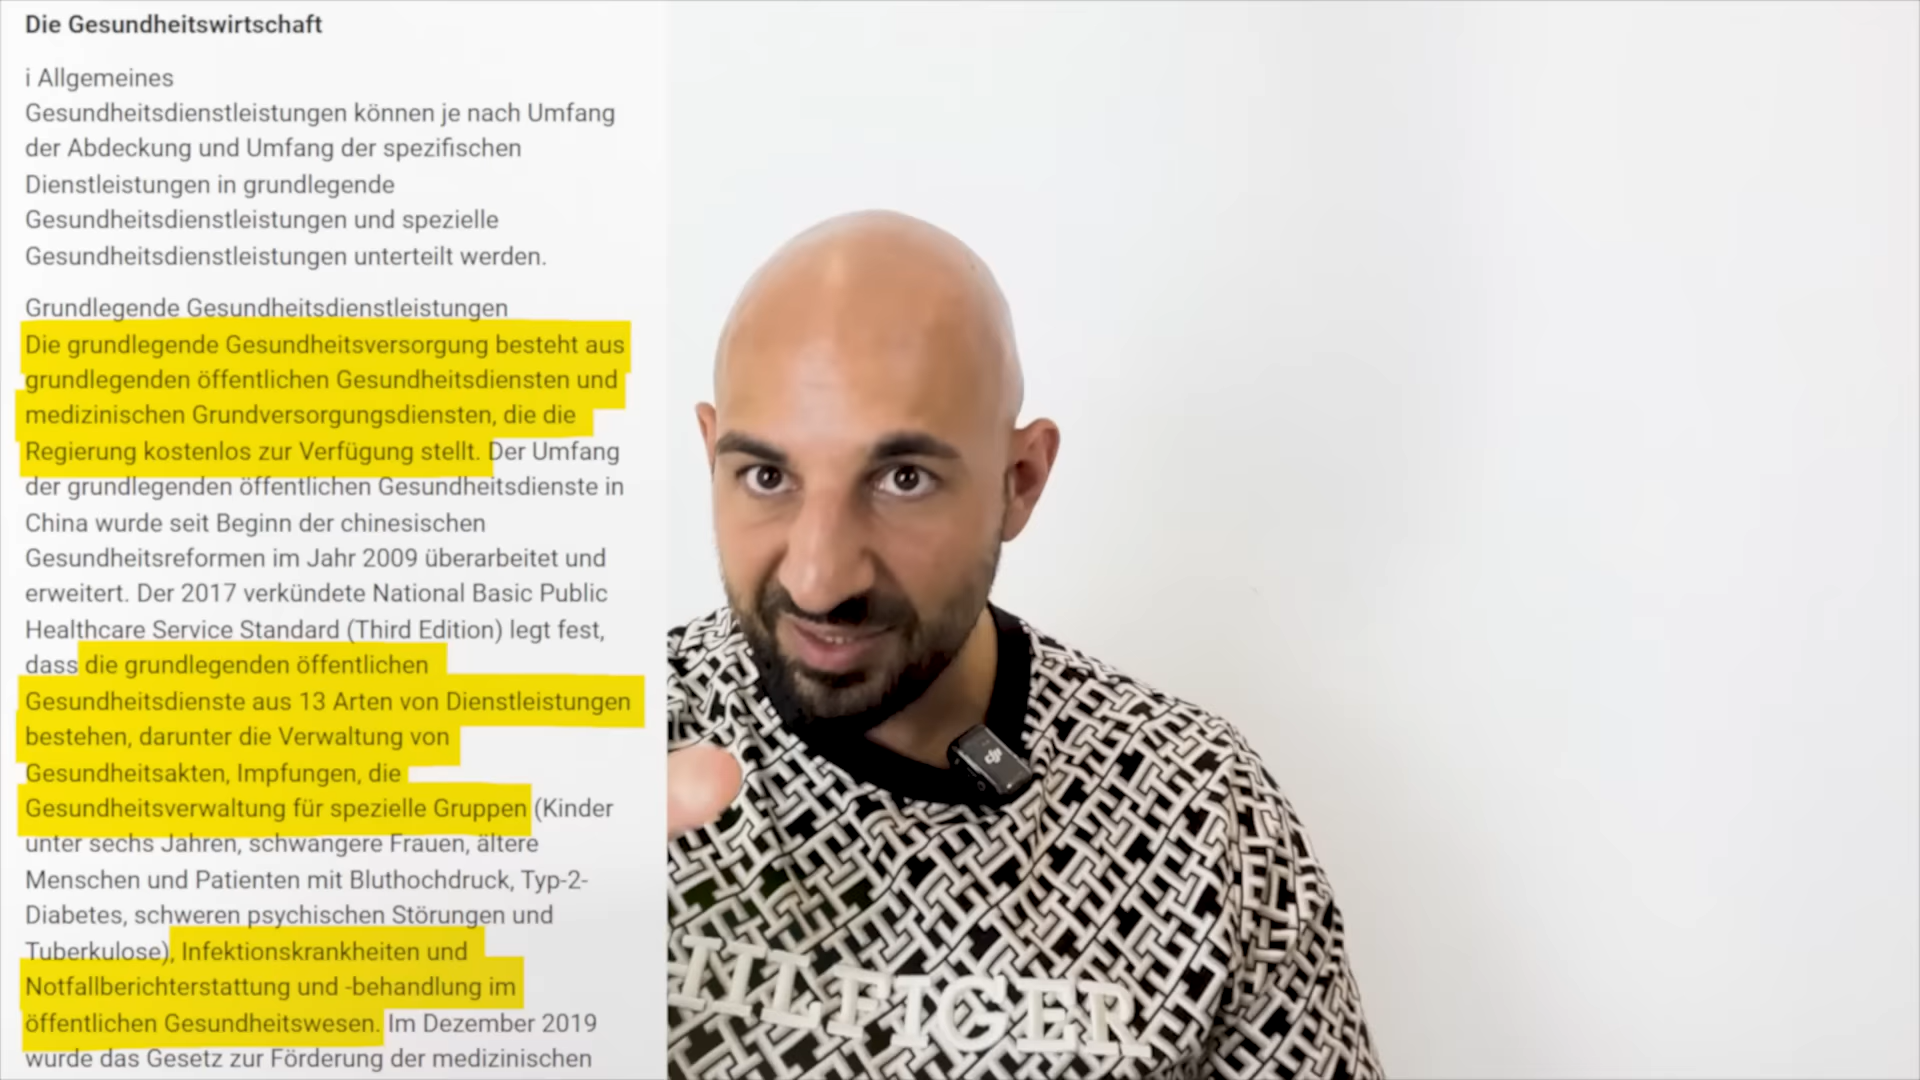 Die Gesundheitswirtschaft
i Allgemeines
Gesundheitsdienstleistungen können je nach Umfang
der Abdeckung und Umfang der spezifischen
Dienstleistungen in grundlegende
Gesundheitsdienstleistungen und spezielle
Gesundheitsdienstleistungen unterteilt werden.
Grundlegende Gesundheitsdienstleistungen
Die grundlegende Gesundheitsversorgung besteht aus
grundlegenden öffentlichen Gesundheitsdiensten und
medizinischen Grundversorgungsdiensten, die die
Regierung kostenlos zur Verfügung stellt. Der Umfang
der grundlegenden öffentlichen Gesundheitsdienste in
China wurde seit Beginn der chinesischen
Gesundheitsreformen im Jahr 2009 überarbeitet und
erweitert. Der 2017 verkündete National Basic Public
Healthcare Service Standard (Third Edition) legt fest,
dass die grundlegenden öffentlichen
Gesundheitsdienste aus 13 Arten von Dienstleistungen
bestehen, darunter die Verwaltung von
Gesundheitsakten, Impfungen, die
Gesundheitsverwaltung für spezielle Gruppen (Kinder
unter sechs Jahren, schwangere Frauen, ältere
Menschen und Patienten mit Bluthochdruck, Typ-2-
Diabetes, schweren psychischen Störungen und
Tuberkulose), Infektionskrankheiten und
Notfallberichterstattung und -behandlung im
öffentlichen Gesundheitswesen. Im Dezember 2019
wurde das Gesetz zur Förderung der medizinischen
HILFIGER